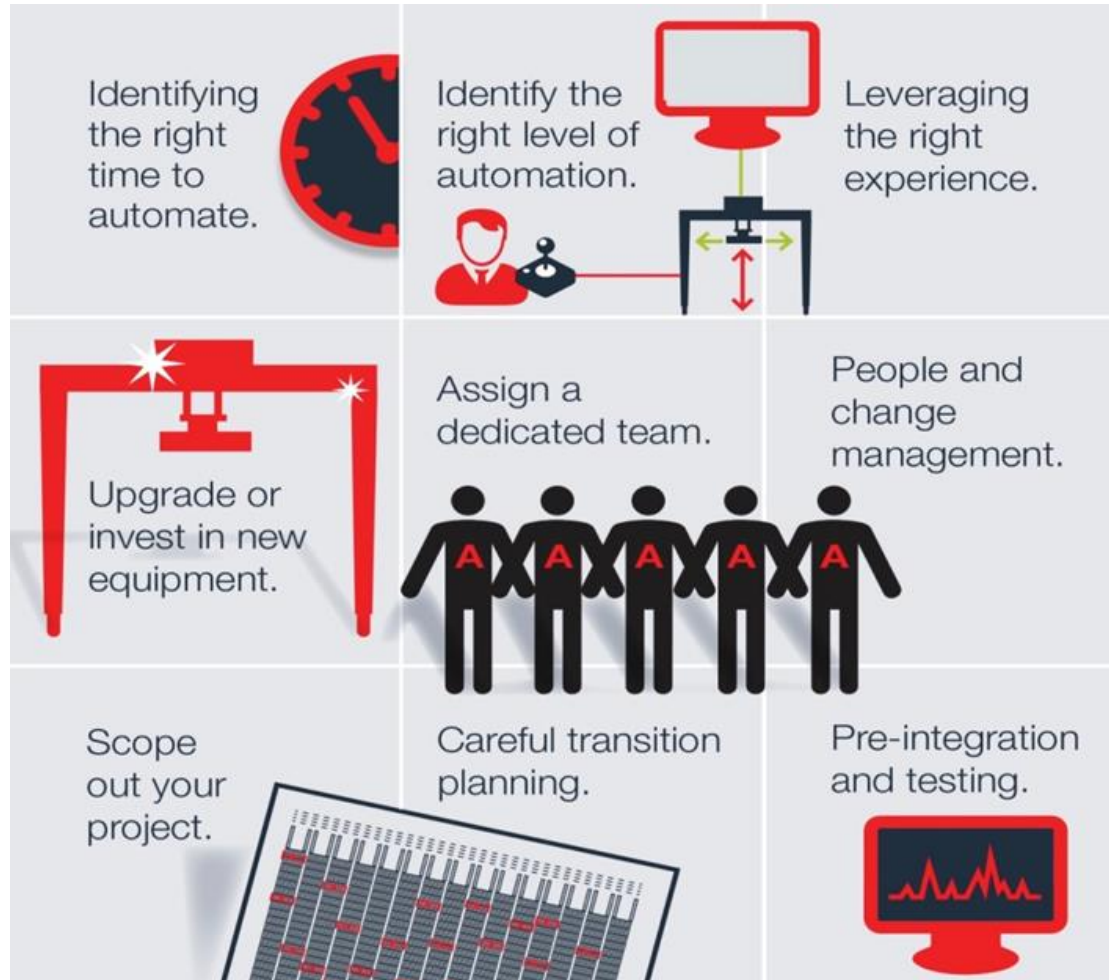 Identifying
the right
time to
automate.
Identify the
right level of
automation.
Leveraging
the right
experience.
Upgrade or
invest in new
equipment.
Assign a
dedicated team.
A A A A A
People and
change
management.
Scope
out your
project.
Careful transition
planning.
Pre-integration
and testing.